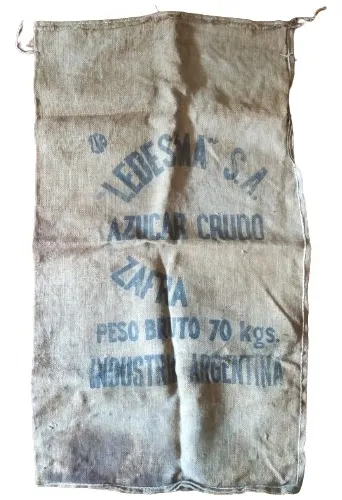 "LEDESMA" S.A.
AZUCAR CRUDO
ZAFRA
PESO BRUTO 70 kgs.
INDUSTRIA ARGENTINA